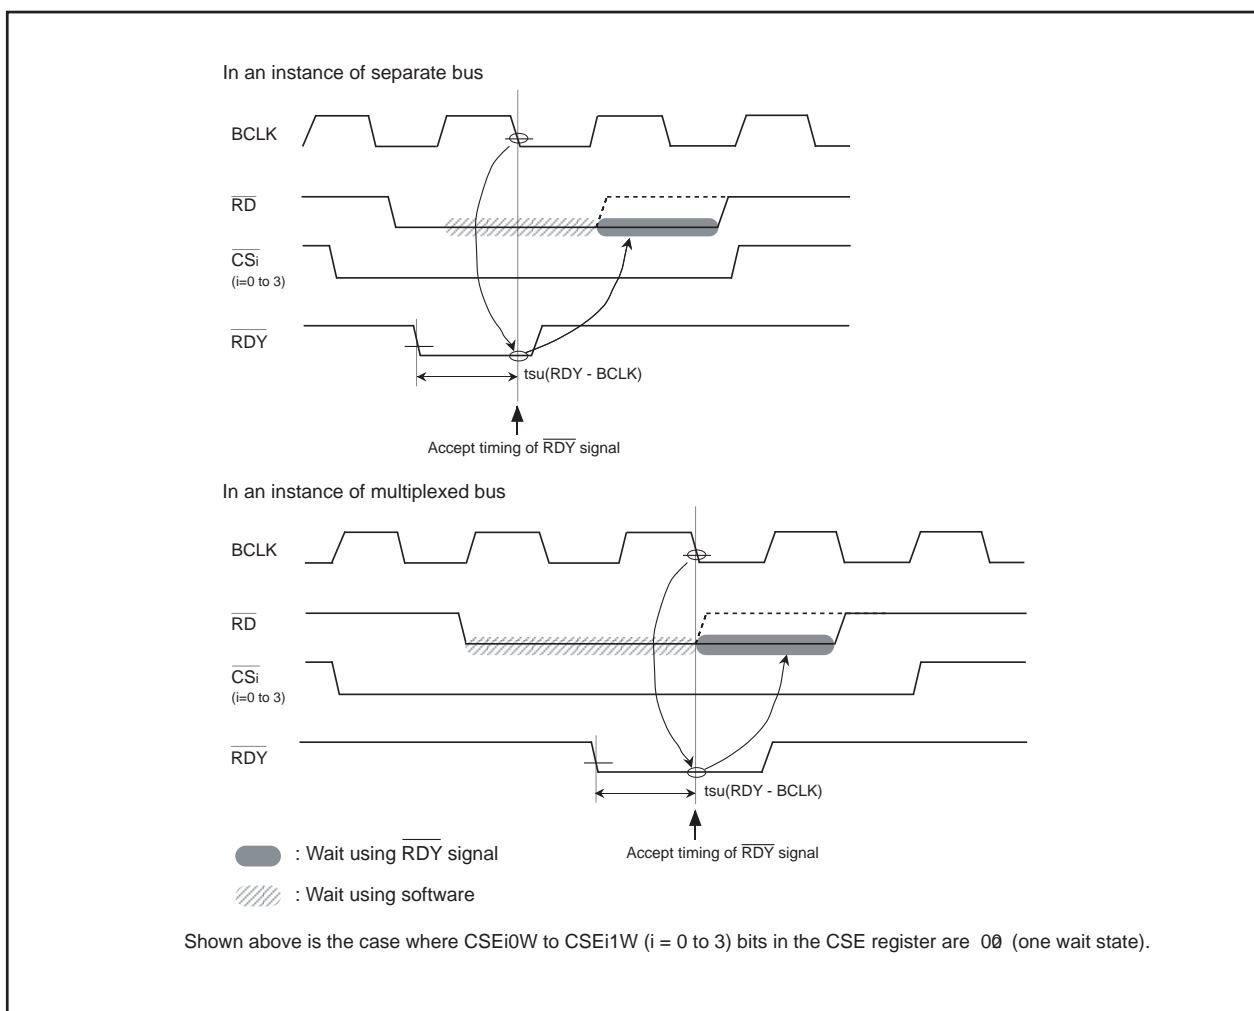 In an instance of separate bus
BCLK
RD
CSi
(i=0 to 3)
RDY
tsu(RDY - BCLK)
Accept timing of RDY signal
In an instance of multiplexed bus
BCLK
RD
CSi
(i=0 to 3)
RDY
tsu(RDY - BCLK)
: Wait using RDY signal
Accept timing of RDY signal
: Wait using software
Shown above is the case where CSEi0W to CSEi1W (i = 0 to 3) bits in the CSE register are (one wait state).